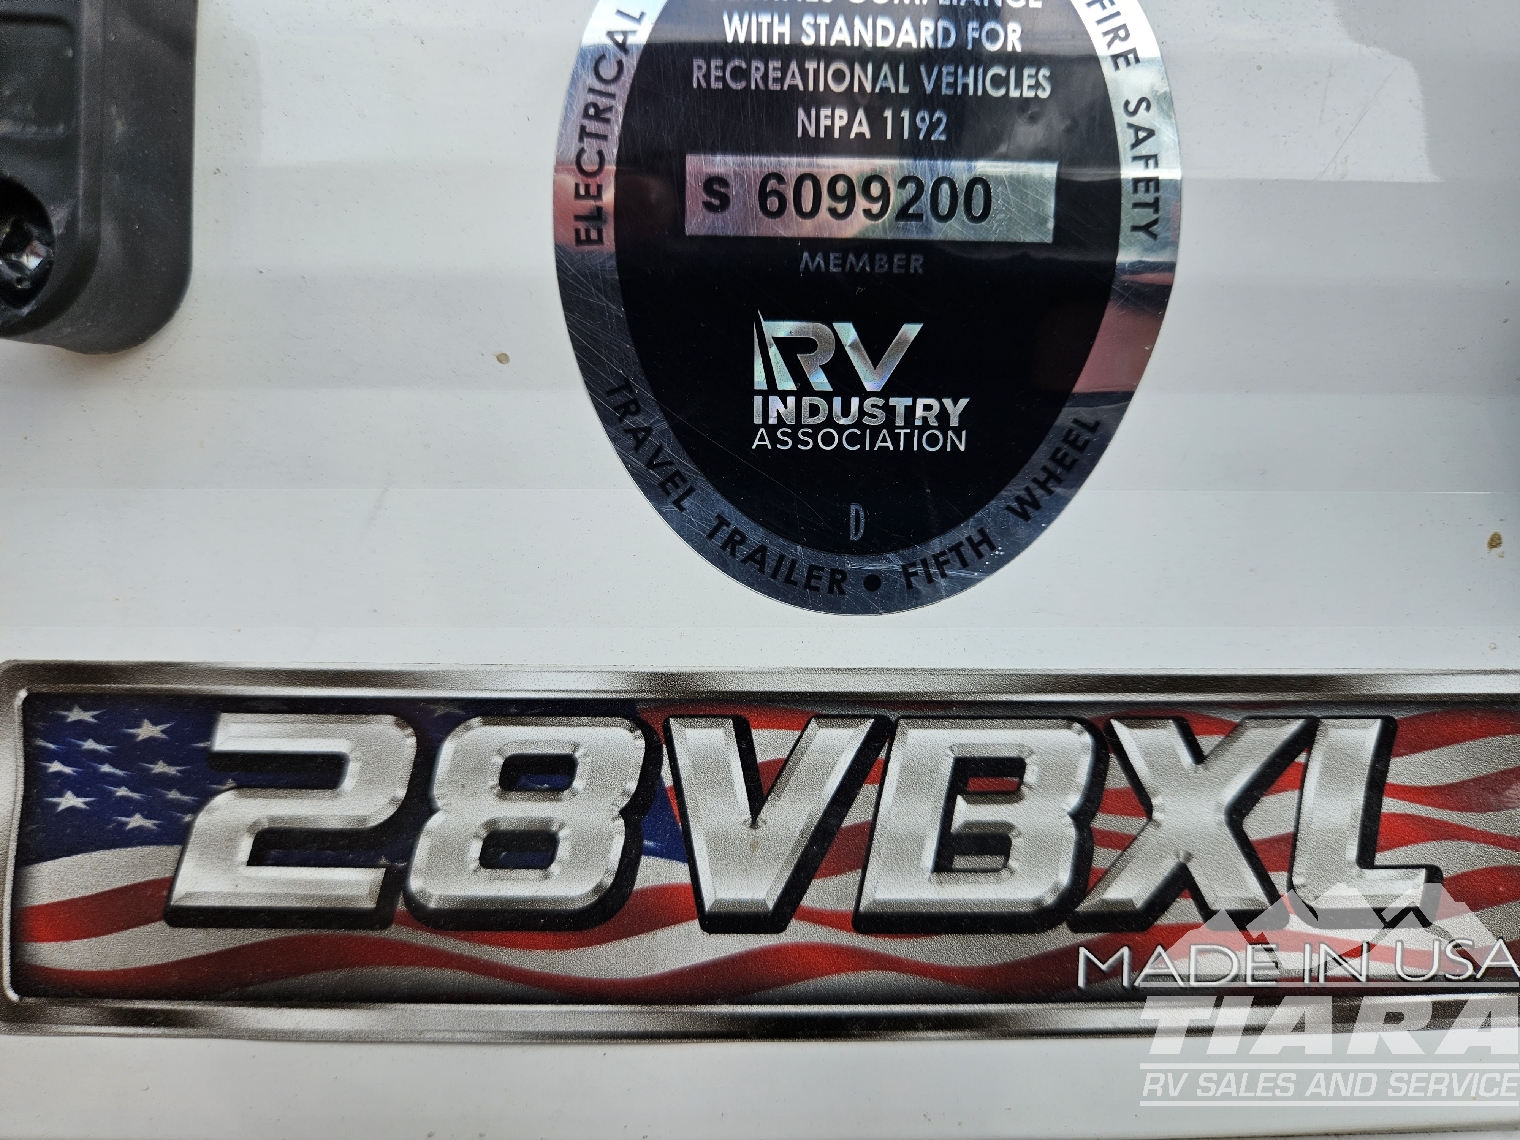 WITH STANDARD FOR
RECREATIONAL VEHICLES
NFPA 1192
ELECTRICAL
FIRE SAFETY
S 6099200
MEMBER
RV
INDUSTRY
ASSOCIATION
D
TRAVEL TRAILER • FIFTH WHEEL
28VBXL
MADE IN USA
TIARA
RV SALES AND SERVICE